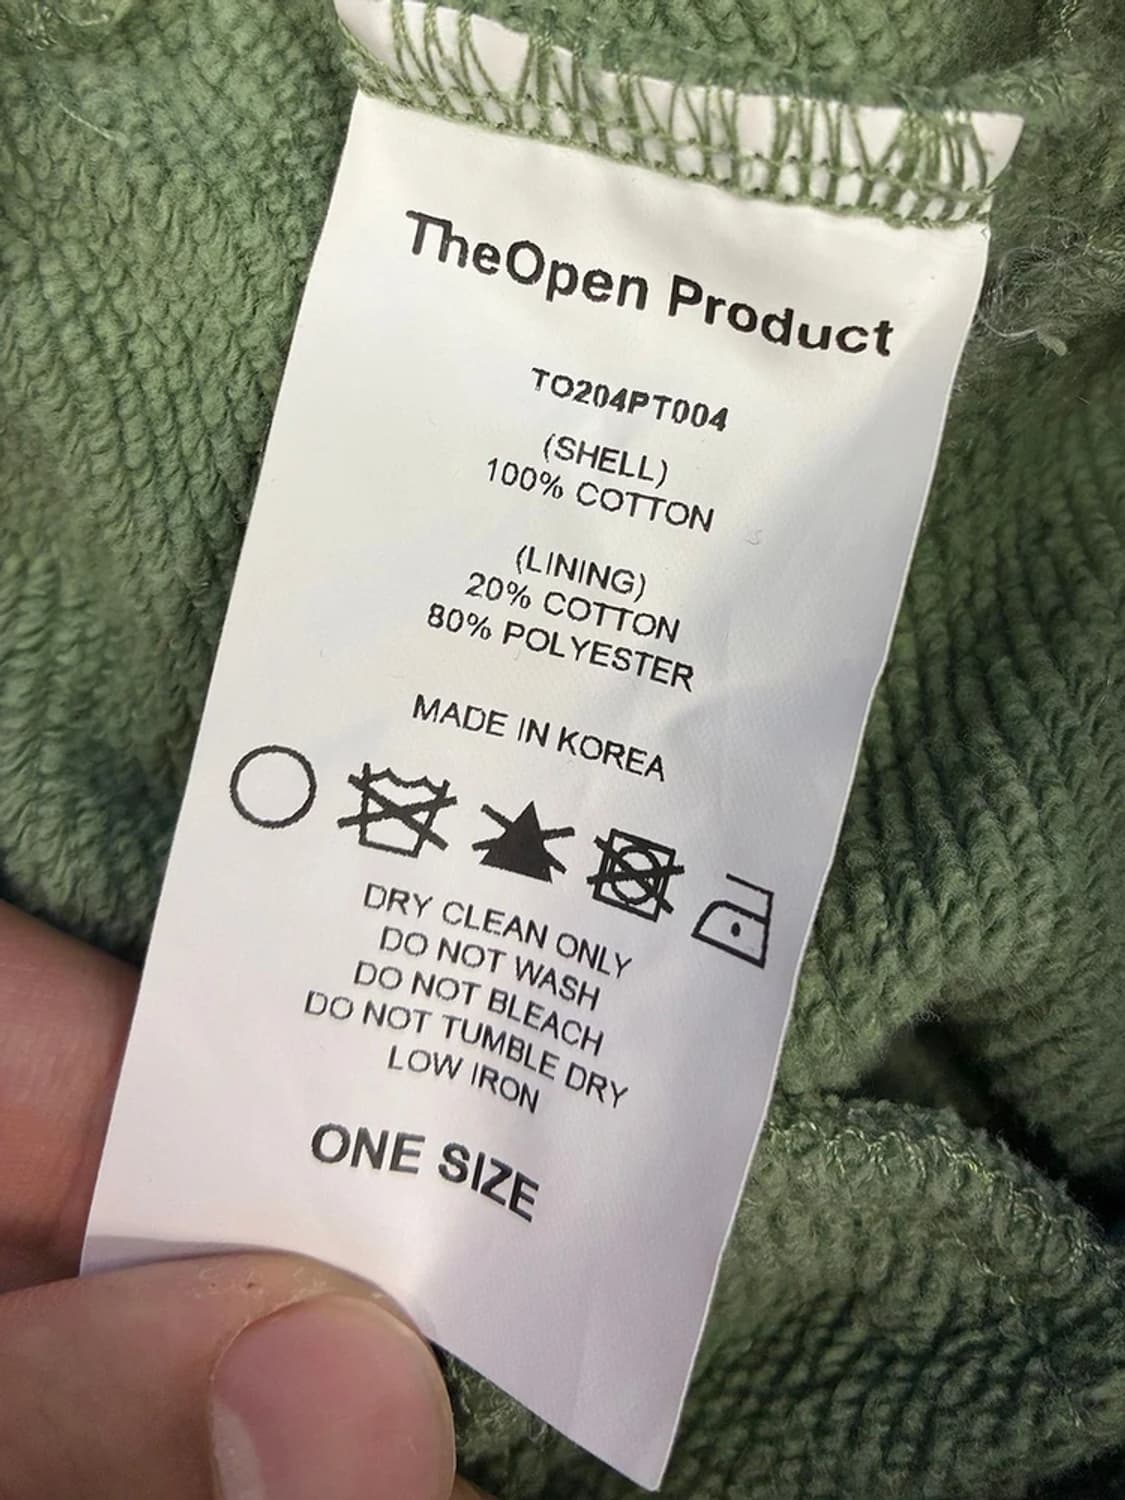 TheOpen Product
TO204PT004
(SHELL)
100% COTTON
(LINING)
20% COTTON
80% POLYESTER
MADE IN KOREA
DRY CLEAN ONLY
DO NOT WASH
DO NOT BLEACH
DO NOT TUMBLE DRY
LOW IRON
ONE SIZE